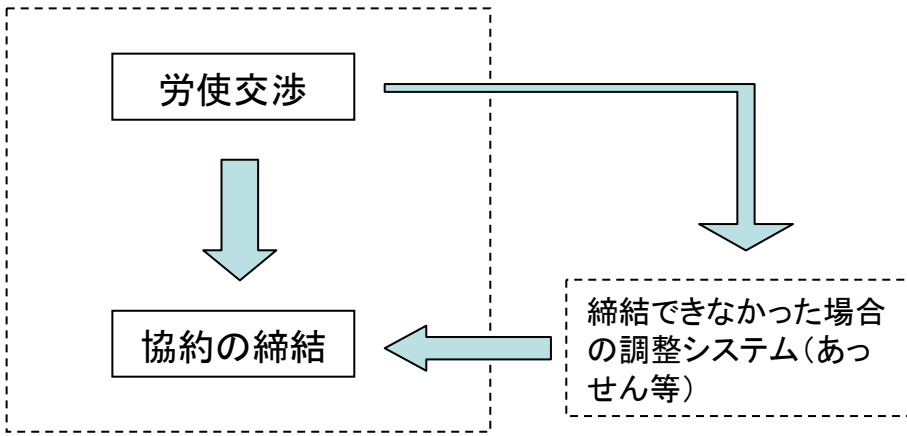 労使交渉
協約の締結
締結できなかった場合
の調整システム（あっ
せん等）